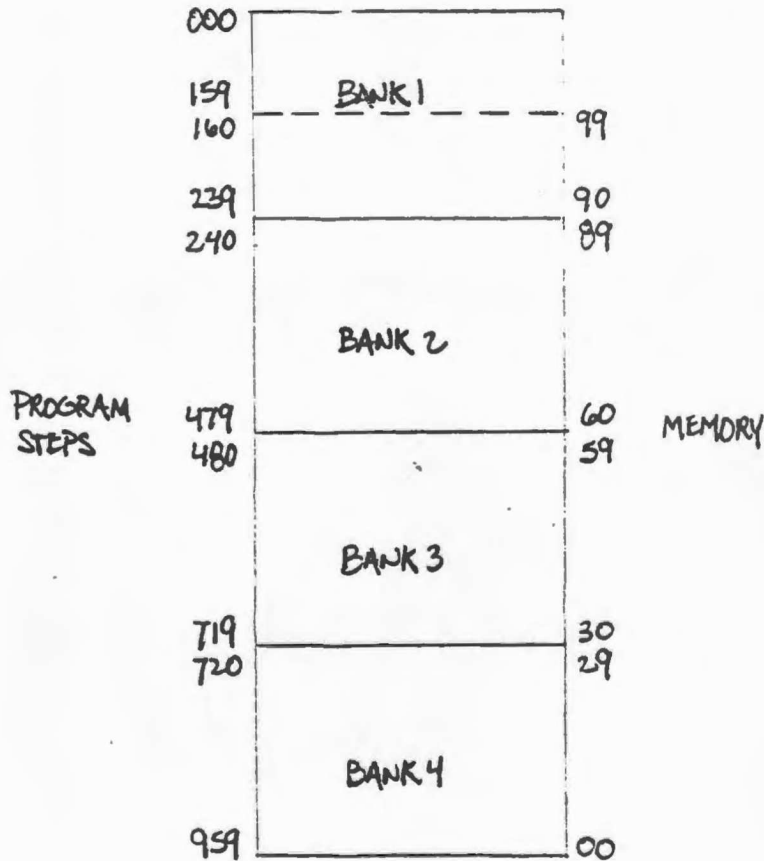 000
159 BANK 1
160 99
239 90
240 89
BANK 2
PROGRAM 479 60 MEMORY
STEPS 480 59
BANK 3
719 30
720 29
BANK 4
959 00